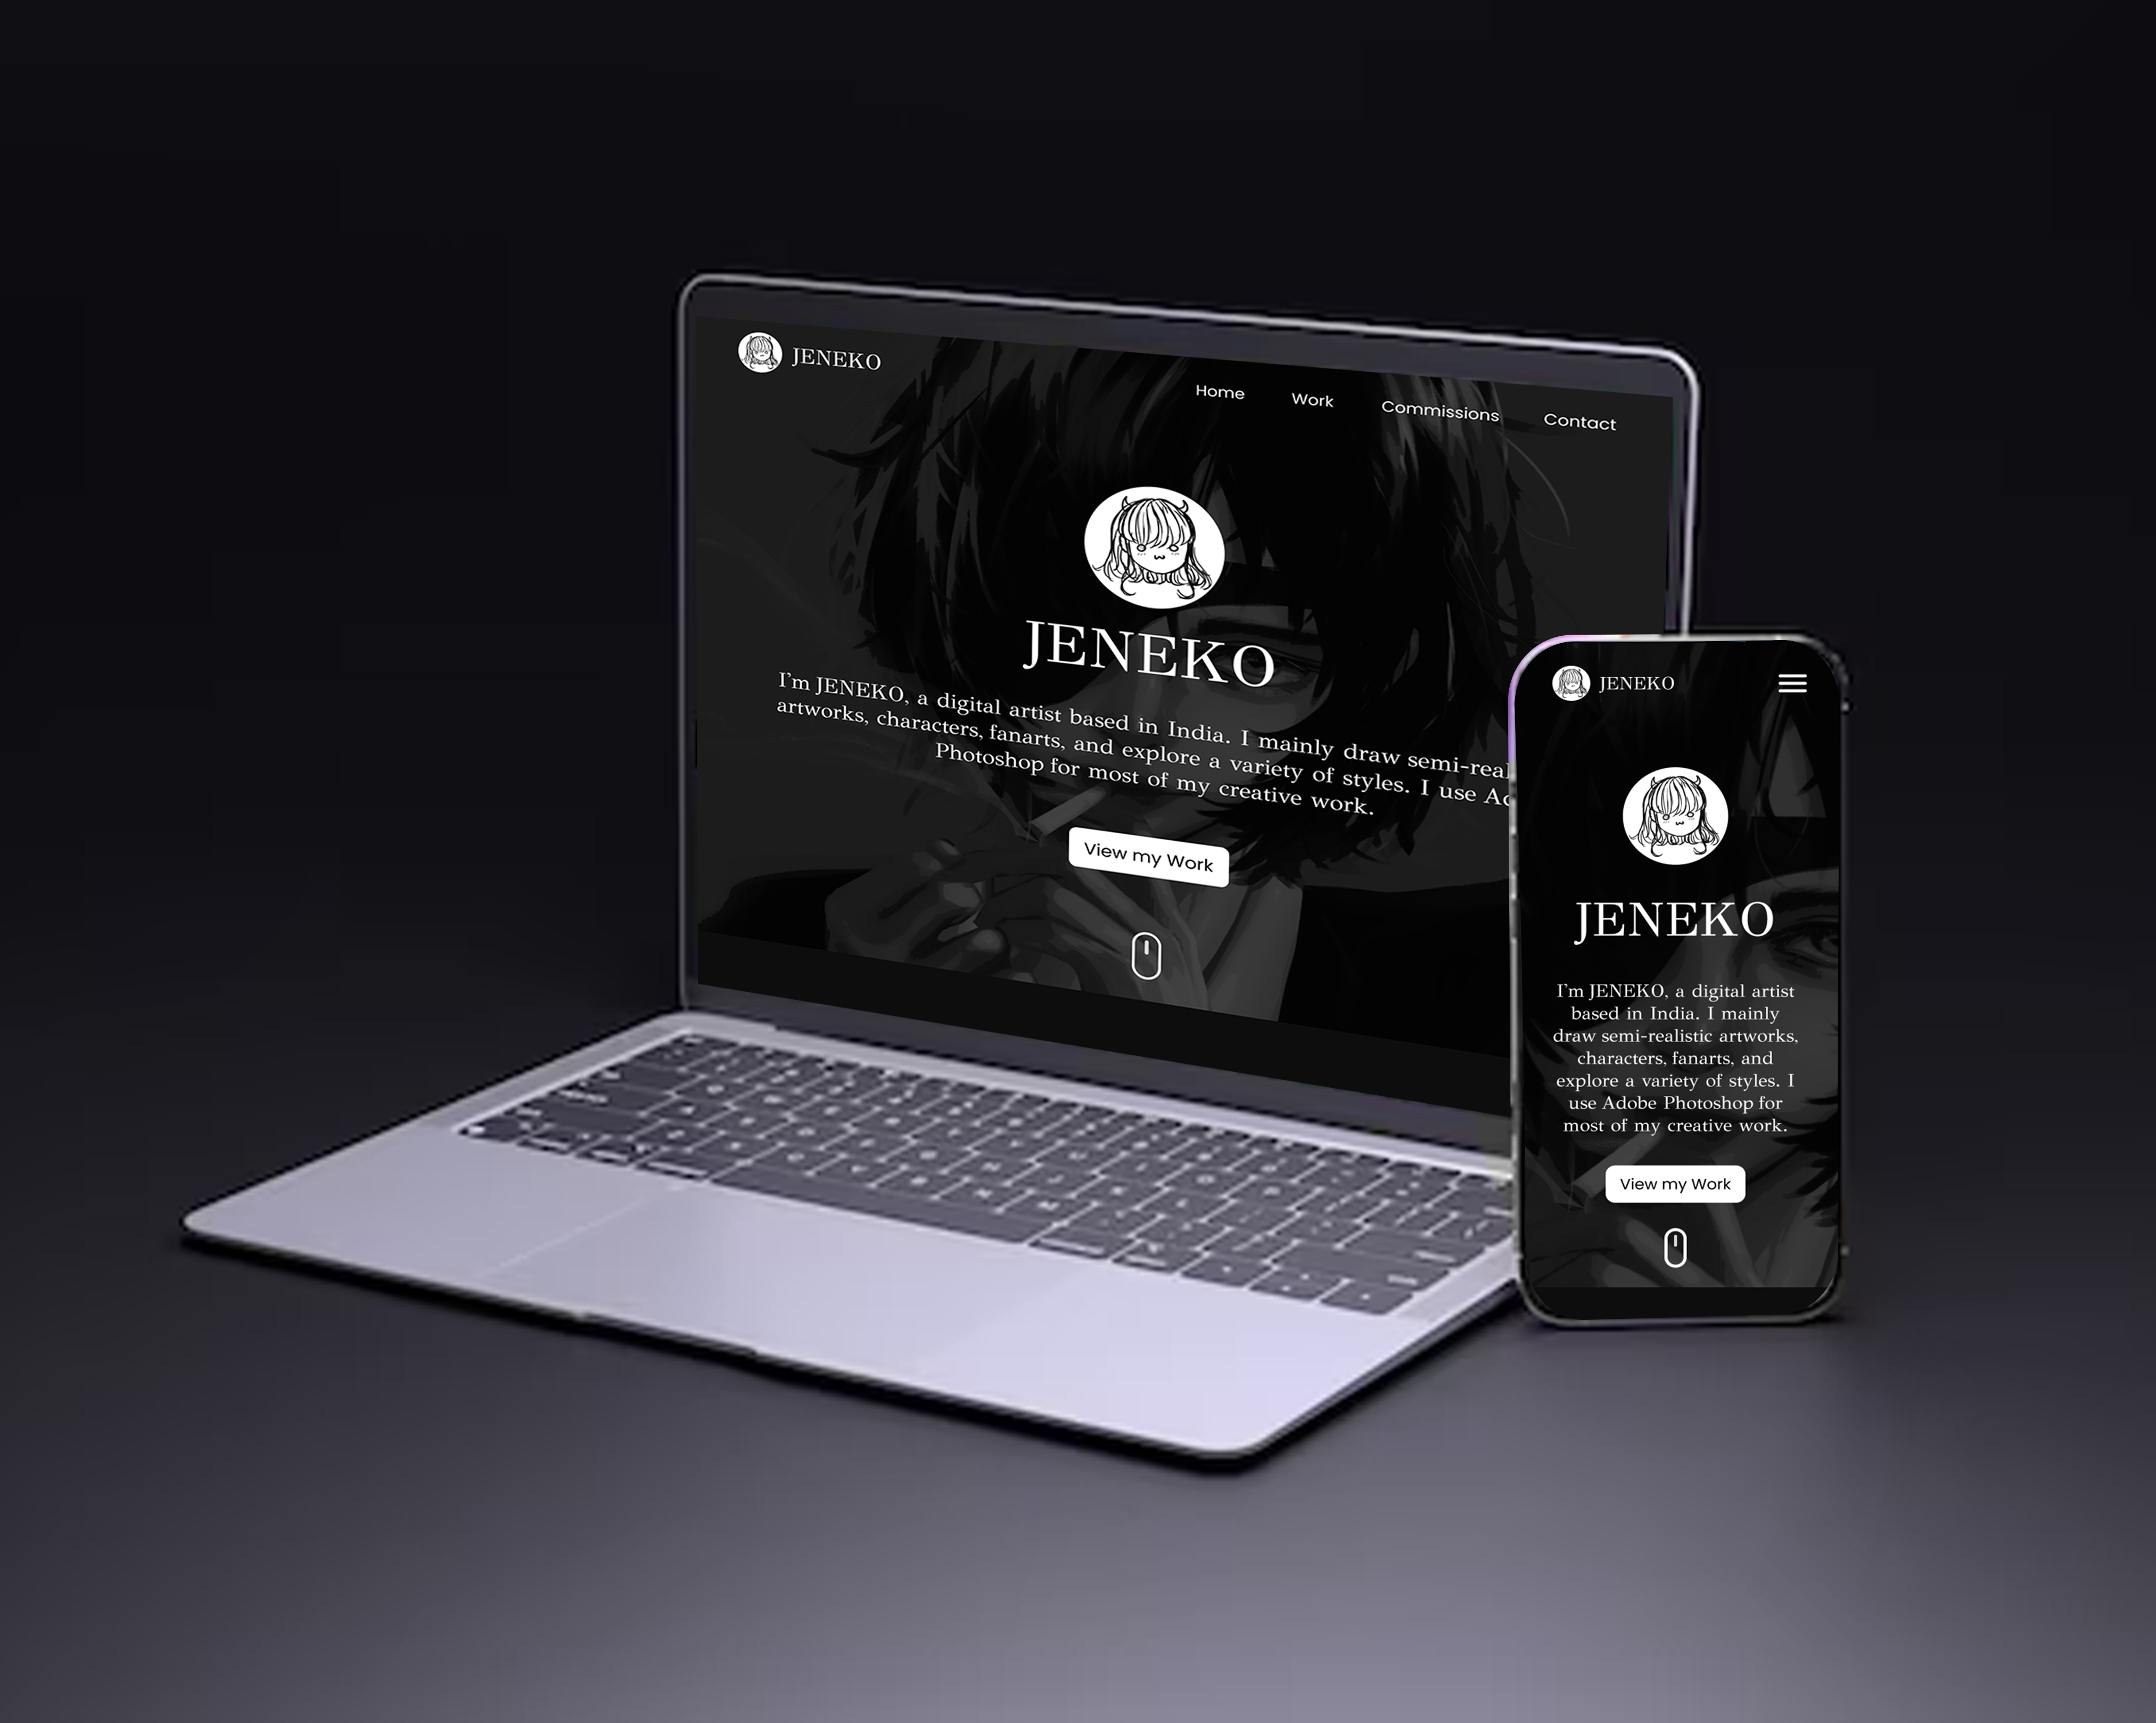 JENEKO
Home Work Commissions Contact
JENEKO
I'm JENEKO, a digital artist based in India. I mainly draw semi-real
artworks, characters, fanarts, and explore a variety of styles. I use Ad
Photoshop for most of my creative work.
View my Work
JENEKO
JENEKO
I'm JENEKO, a digital artist
based in India. I mainly
draw semi-realistic artworks,
characters, fanarts, and
explore a variety of styles. I
use Adobe Photoshop for
most of my creative work.
View my Work